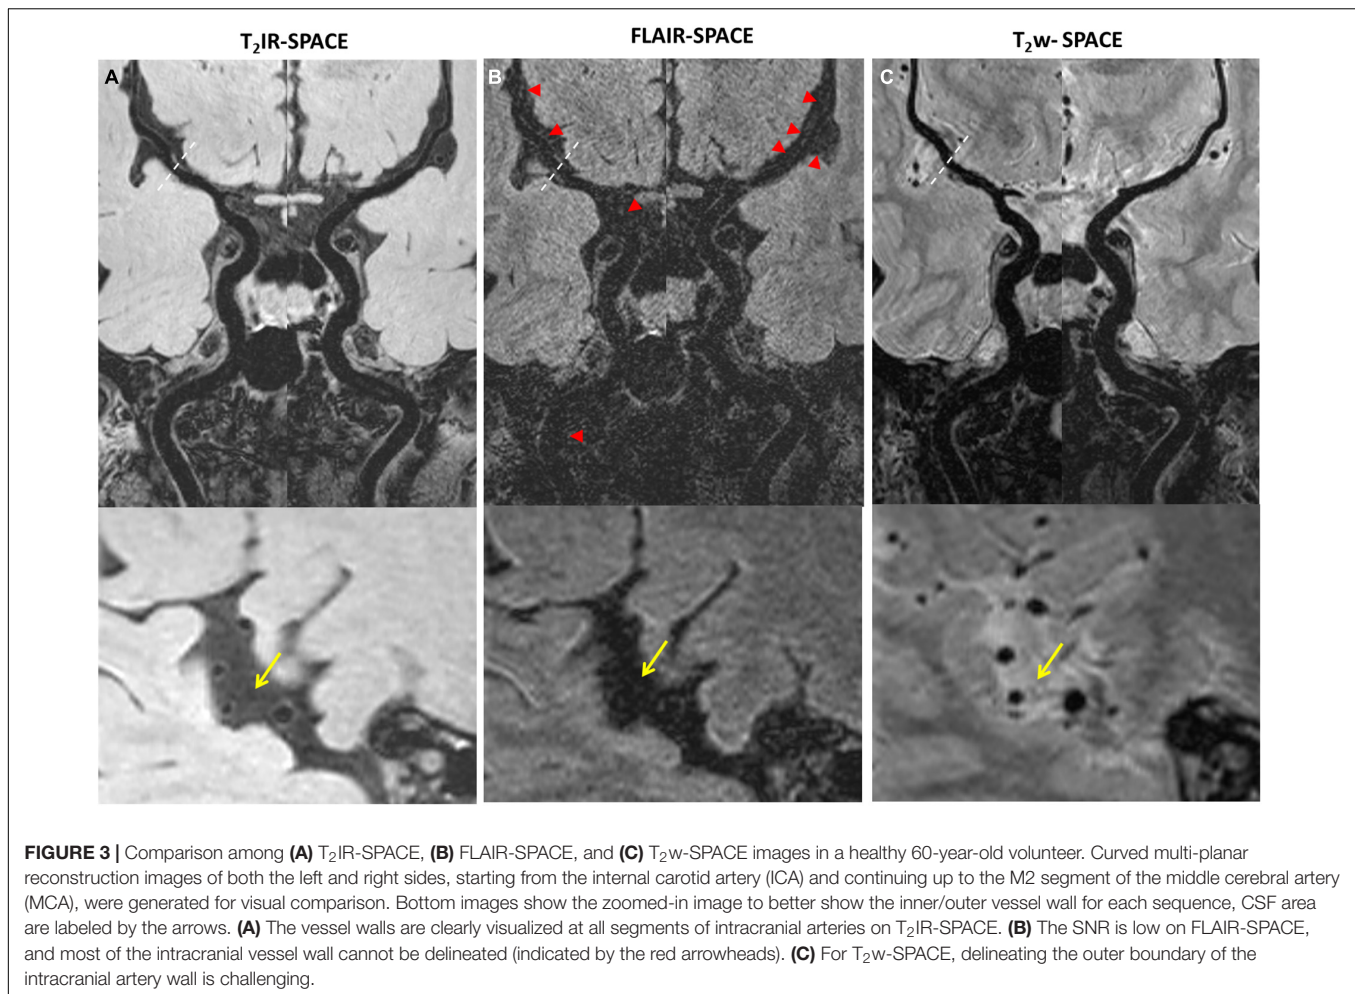 T₂IR-SPACE
FLAIR-SPACE
T₂w- SPACE
A
B
C
FIGURE 3 | Comparison among (A) T₂IR-SPACE, (B) FLAIR-SPACE, and (C) T₂w-SPACE images in a healthy 60-year-old volunteer. Curved multi-planar
reconstruction images of both the left and right sides, starting from the internal carotid artery (ICA) and continuing up to the M2 segment of the middle cerebral artery
(MCA), were generated for visual comparison. Bottom images show the zoomed-in image to better show the inner/outer vessel wall for each sequence, CSF area
are labeled by the arrows. (A) The vessel walls are clearly visualized at all segments of intracranial arteries on T₂IR-SPACE. (B) The SNR is low on FLAIR-SPACE,
and most of the intracranial vessel wall cannot be delineated (indicated by the red arrowheads). (C) For T₂w-SPACE, delineating the outer boundary of the
intracranial artery wall is challenging.